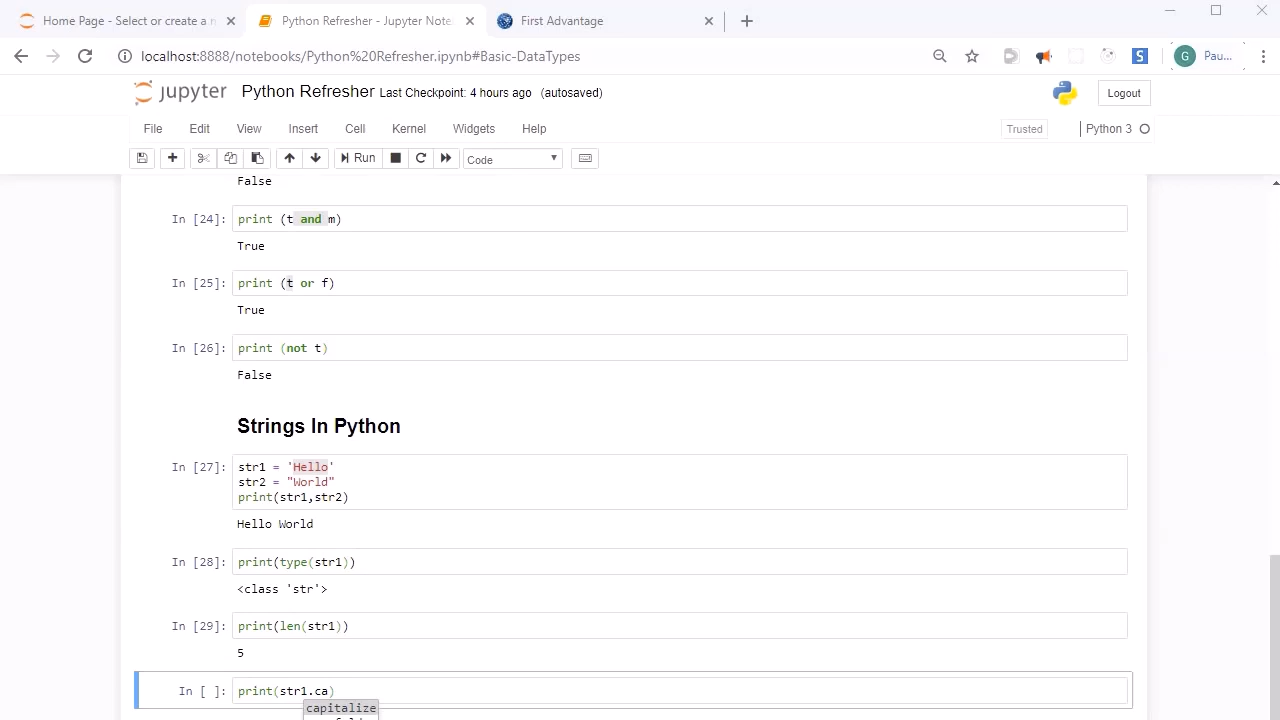 Home Page - Select or create a n
Python Refresher - Jupyter Note
First Advantage
localhost:8888/notebooks/Python%20Refresher.ipynb#Basic-DataTypes
S
G
Pau...
jupyter Python Refresher Last Checkpoint: 4 hours ago (autosaved)
Logout
File Edit View Insert Cell Kernel Widgets Help
Trusted
Python 3
Run
Code
False
In [24]: print (t and m)
True
In [25]: print (t or f)
True
In [26]: print (not t)
False
Strings In Python
In [27]: str1 = 'Hello'
str2 = "World"
print(str1,str2)
Hello World
In [28]: print(type(str1))
<class 'str'>
In [29]: print(len(str1))
5
In [ ]: print(str1.ca)
capitalize